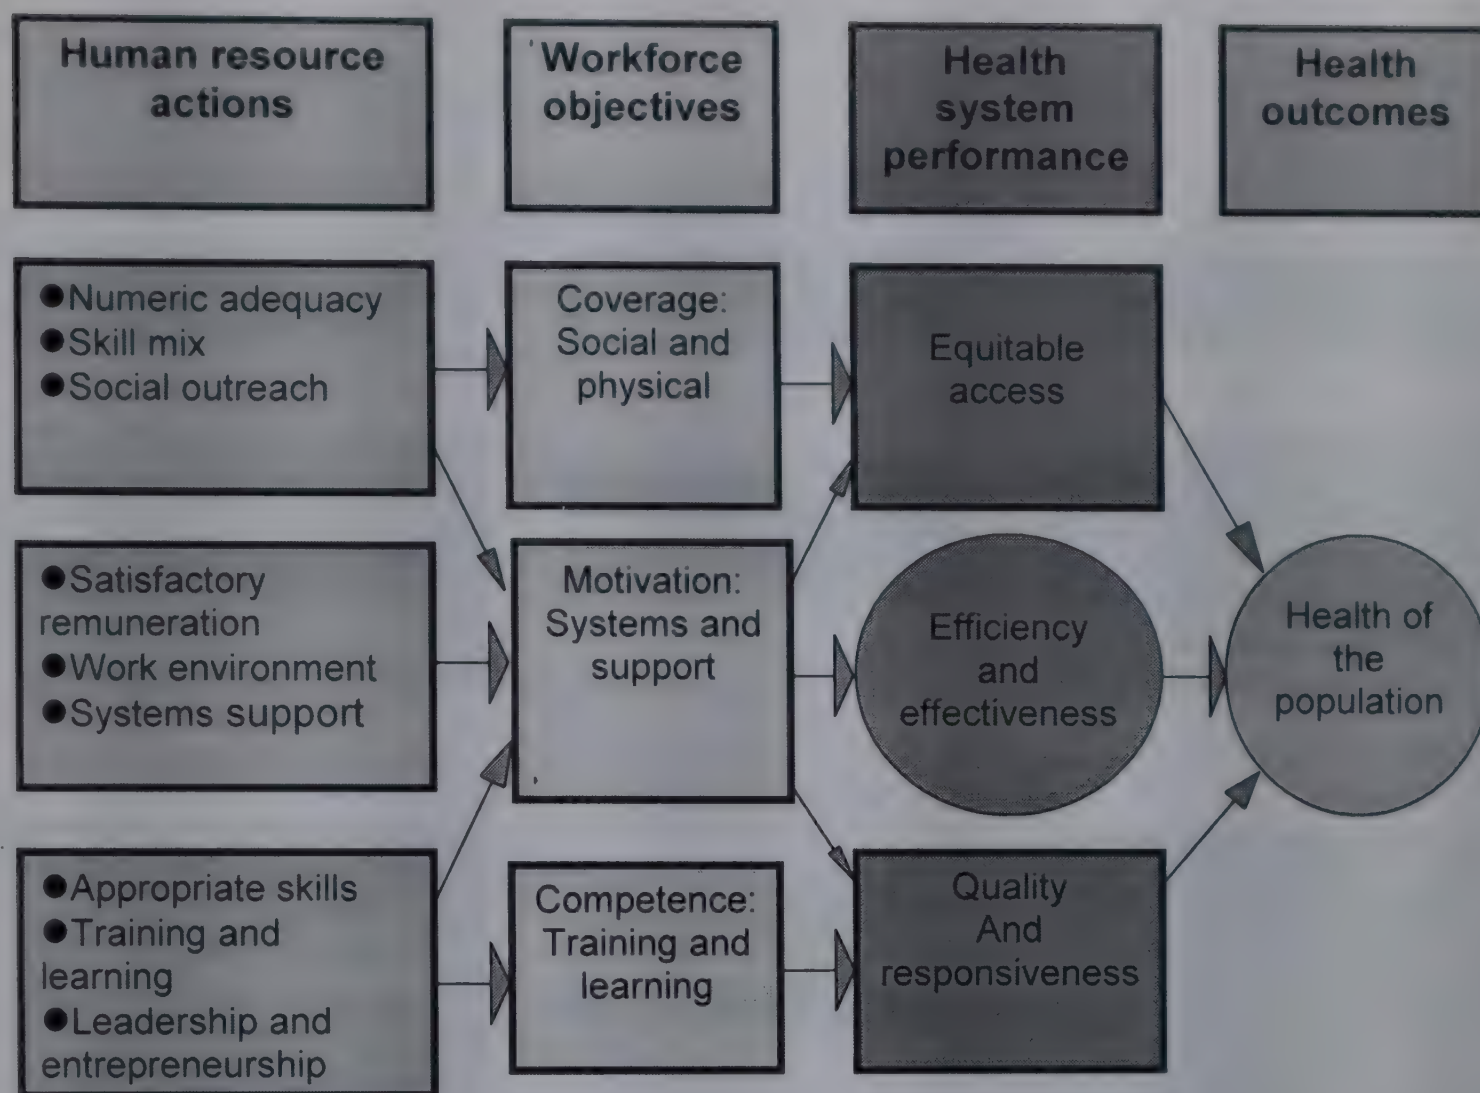 Human resource
actions
Workforce
objectives
Health
system
performance
Health
outcomes
●Numeric adequacy
●Skill mix
●Social outreach
Coverage:
Social and
physical
Equitable
access
●Satisfactory
remuneration
●Work environment
●Systems support
Motivation:
Systems and
support
Efficiency
and
effectiveness
Health of
the
population
●Appropriate skills
●Training and
learning
●Leadership and
entrepreneurship
Competence:
Training and
learning
Quality
And
responsiveness